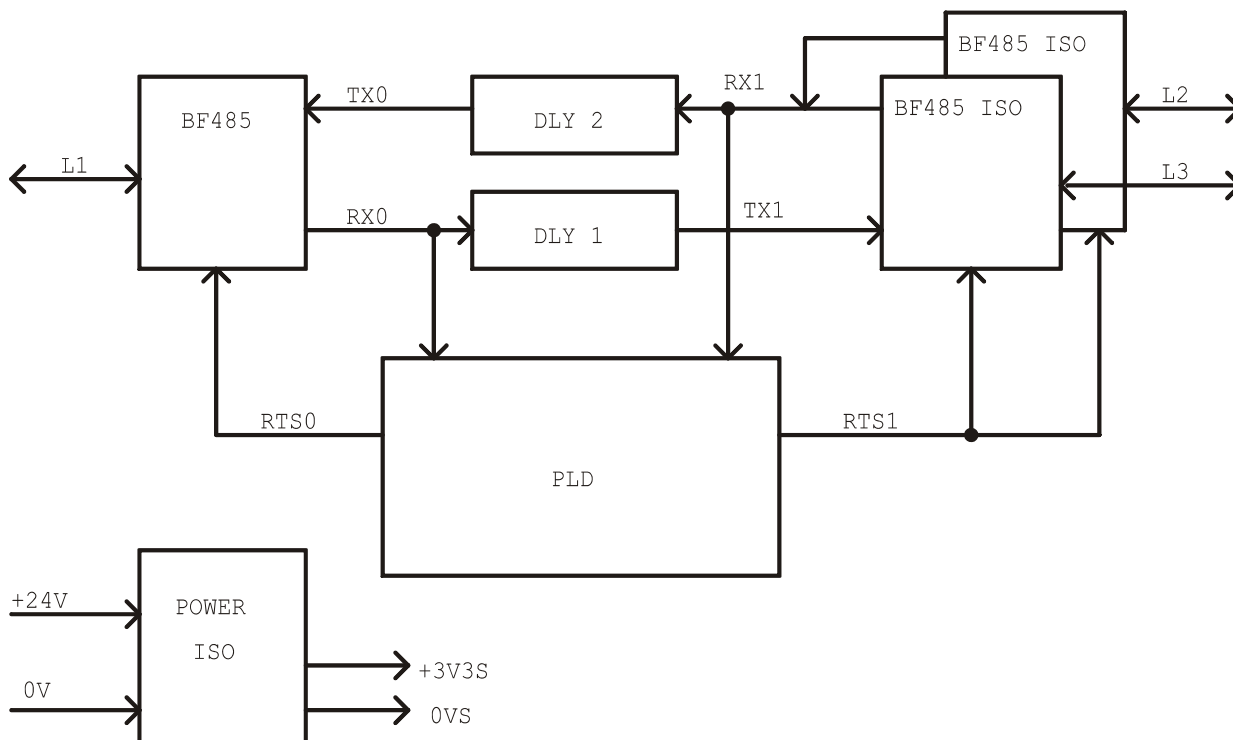 BF485 ISO
TX0
RX1
L2
BF485
DLY 2
BF485 ISO
L1
L3
RX0
TX1
DLY 1
RTS0
RTS1
PLD
+24V
POWER
ISO
+3V3S
0V
0VS